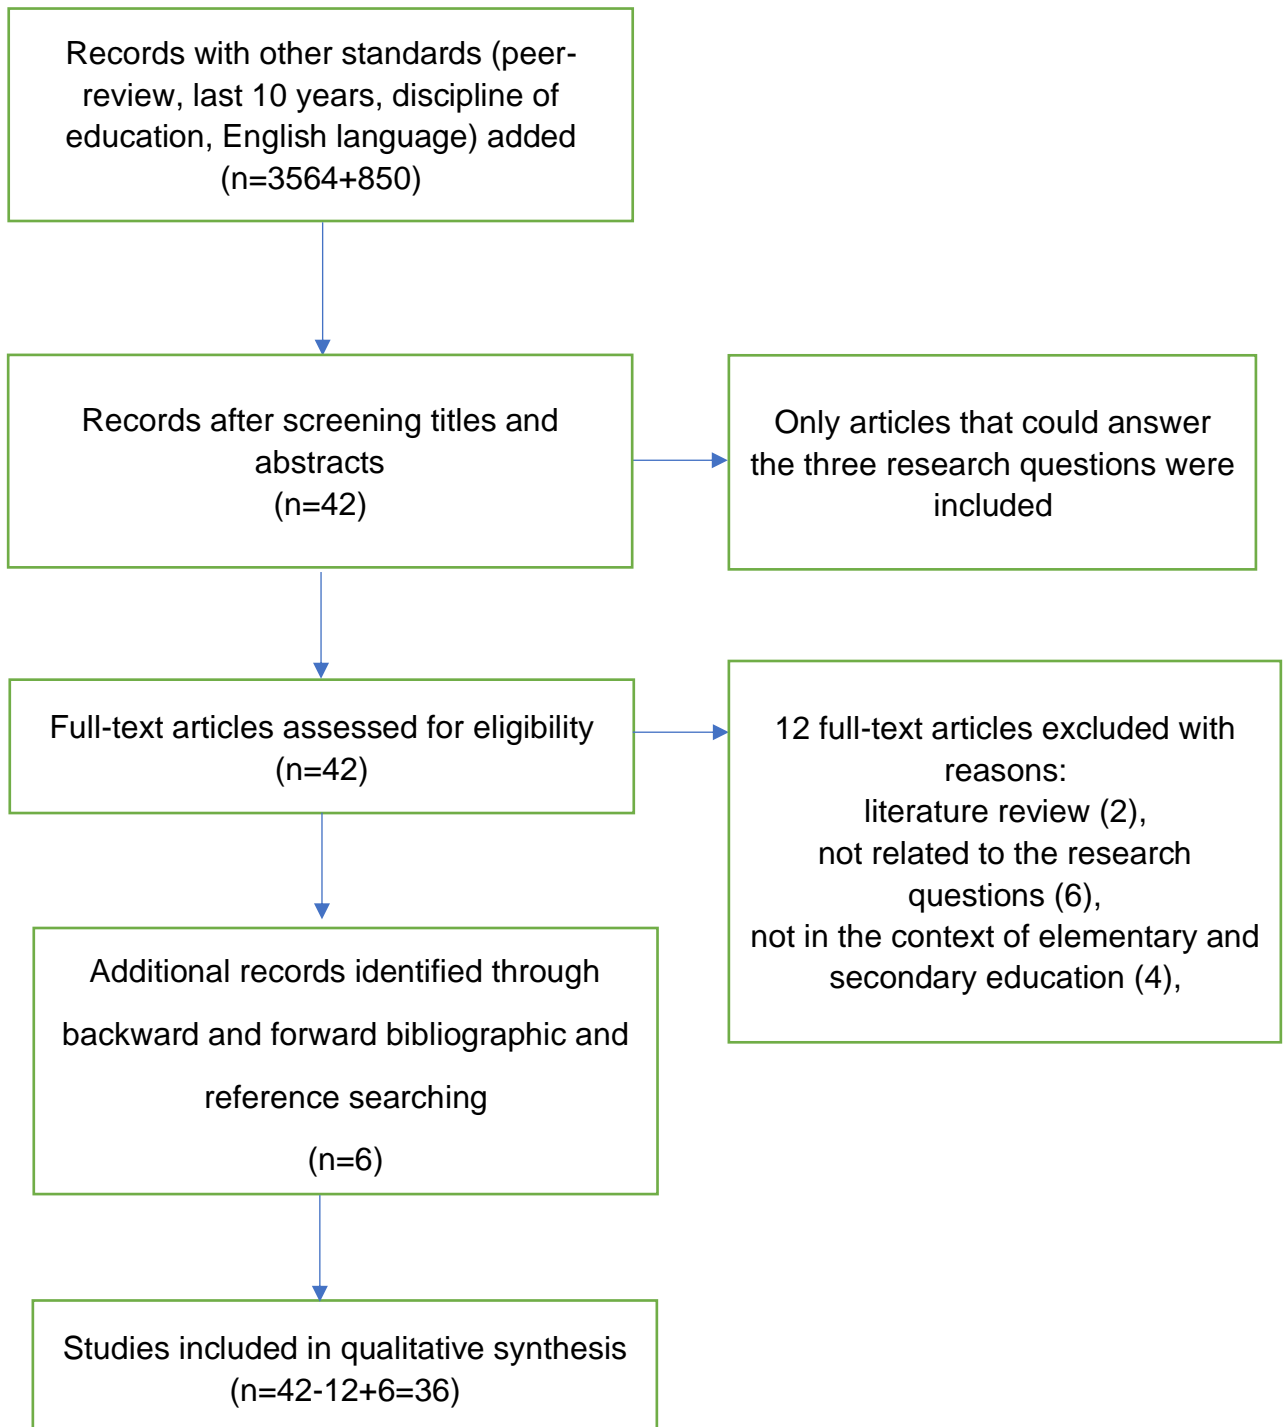 Records with other standards (peer-
review, last 10 years, discipline of
education, English language) added
(n=3564+850)
Records after screening titles and
abstracts
(n=42)
Only articles that could answer
the three research questions were
included
Full-text articles assessed for eligibility
(n=42)
12 full-text articles excluded with
reasons:
literature review (2),
not related to the research
questions (6),
not in the context of elementary and
secondary education (4),
Additional records identified through
backward and forward bibliographic and
reference searching
(n=6)
Studies included in qualitative synthesis
(n=42-12+6=36)